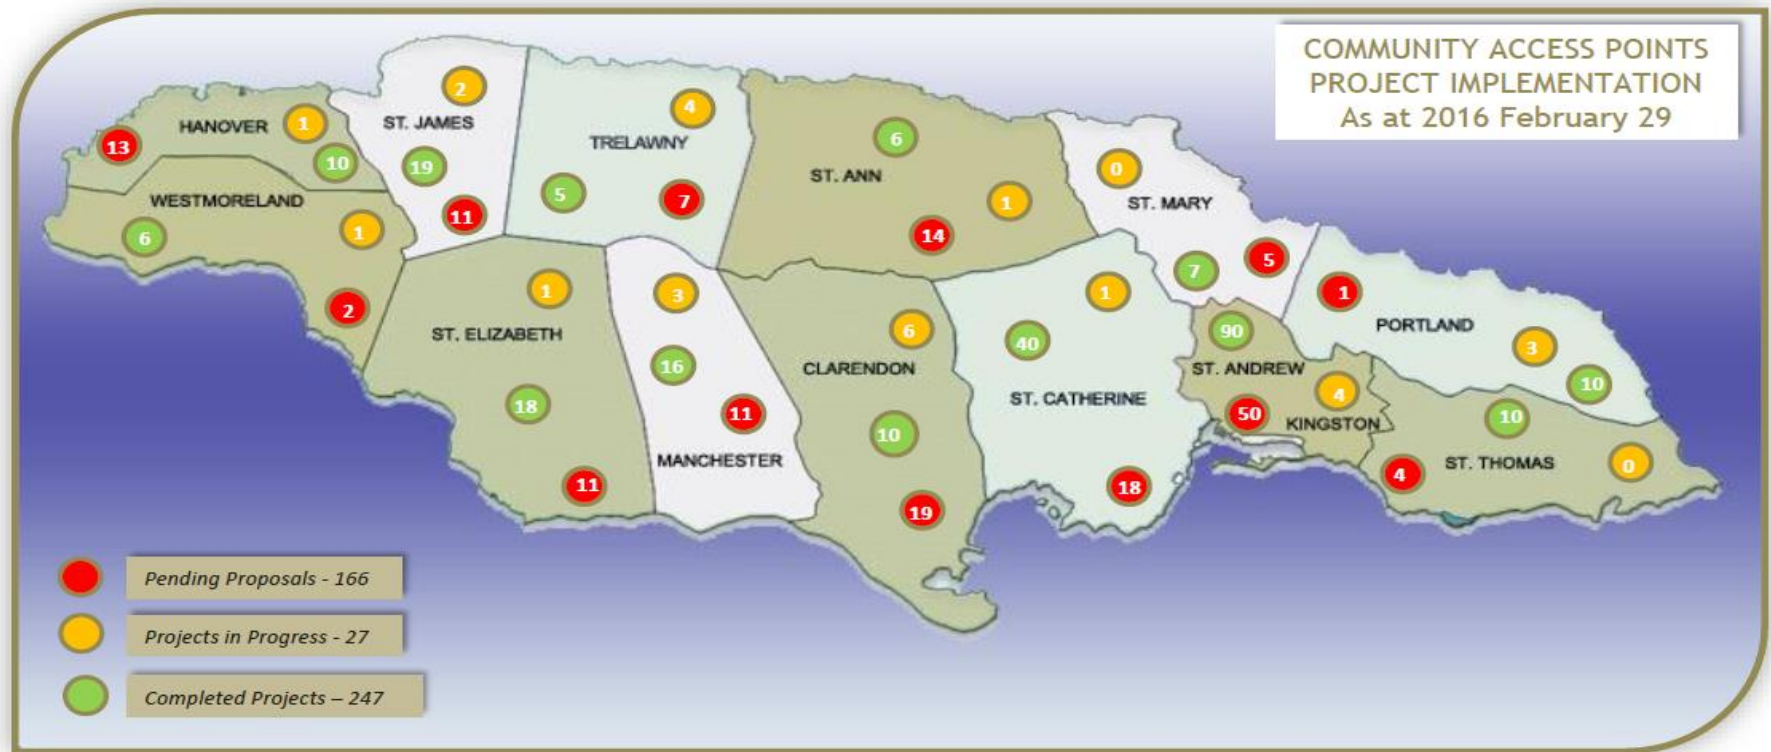 COMMUNITY ACCESS POINTS
PROJECT IMPLEMENTATION
As at 2016 February 29
2
ST. JAMES
19
11
HANOVER
1
13
10
WESTMORELAND
6
1
2
4
TRELAWNY
5
7
6
ST. ANN
1
14
0
ST. MARY
7
5
1
ST. ELIZABETH
18
11
3
16
11
MANCHESTER
6
CLARENDON
10
19
1
40
ST. CATHERINE
18
90
ST. ANDREW
4
50
KINGSTON
1
PORTLAND
3
10
10
ST. THOMAS
4
0
Pending Proposals - 166
Projects in Progress - 27
Completed Projects – 247